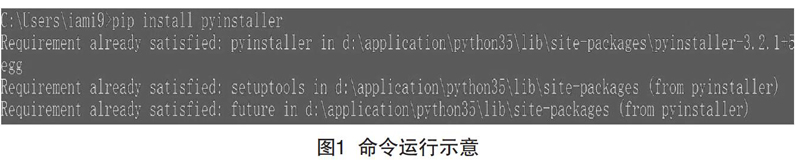 C:\Users\iami9>pip install pyinstaller
Requirement already satisfied: pyinstaller in d:\application\python35\lib\site-packages\pyinstaller-3.2.1-5
egg
Requirement already satisfied: setuptools in d:\application\python35\lib\site-packages (from pyinstaller)
Requirement already satisfied: future in d:\application\python35\lib\site-packages (from pyinstaller)
图1 命令运行示意